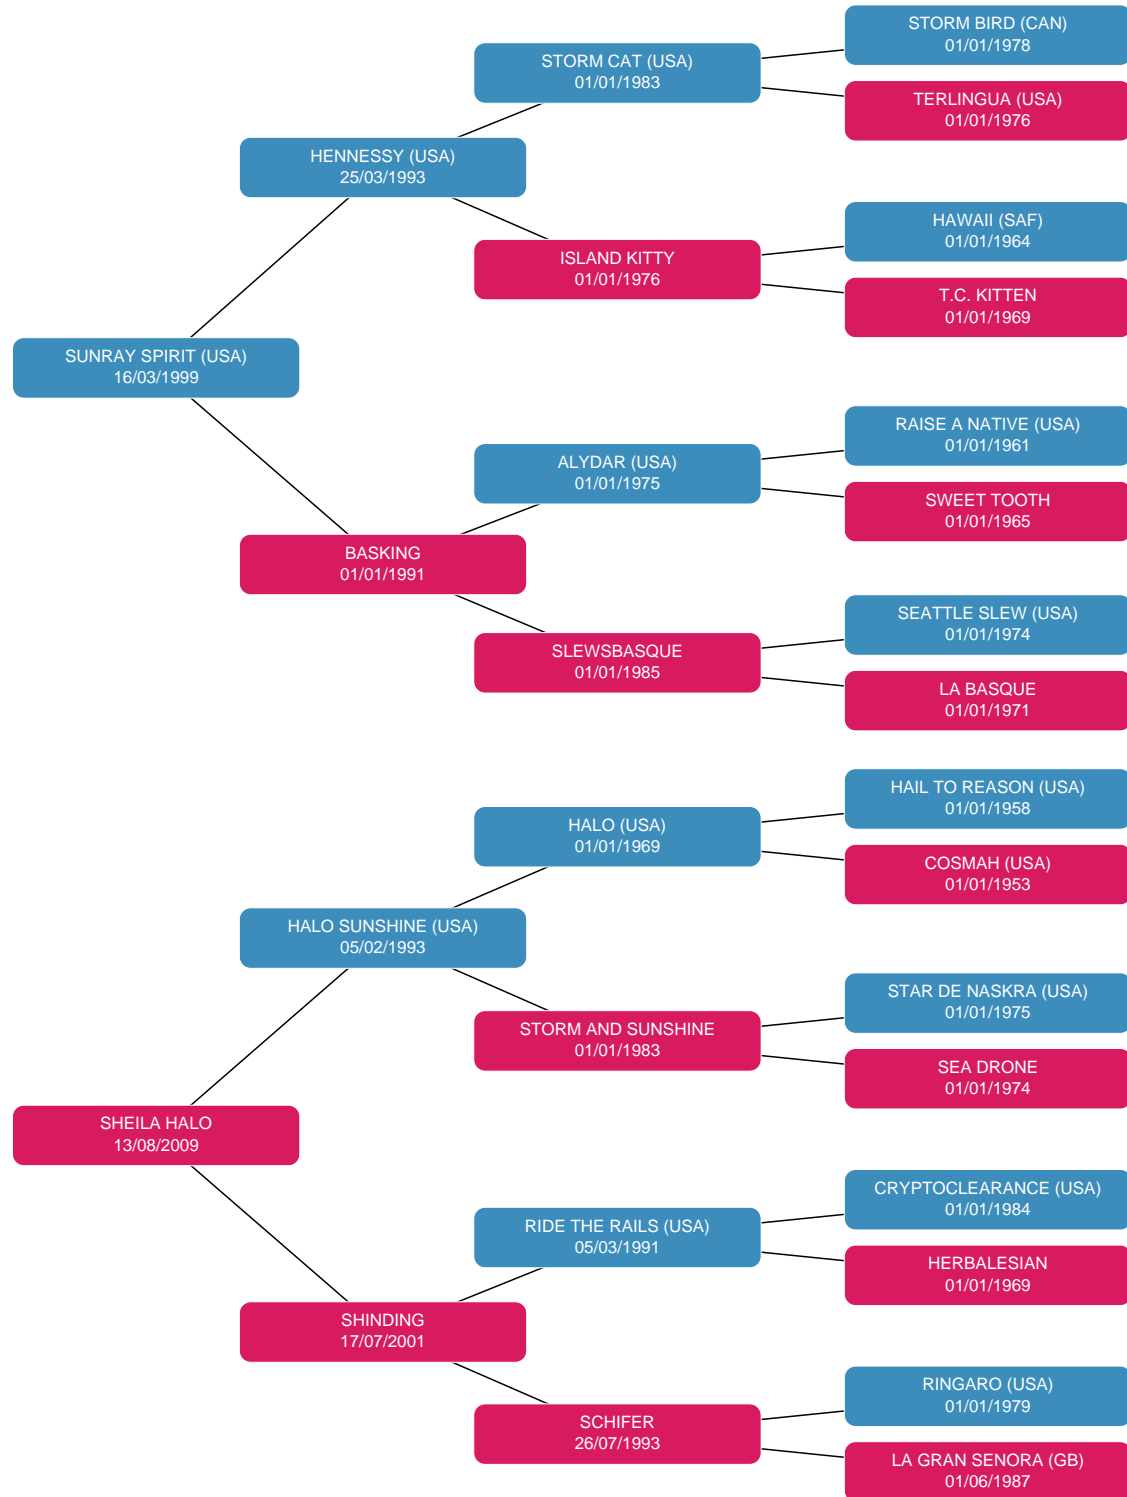 STORM BIRD (CAN)
01/01/1978
STORM CAT (USA)
01/01/1983
TERLINGUA (USA)
01/01/1976
HENNESSY (USA)
25/03/1993
HAWAII (SAF)
01/01/1964
ISLAND KITTY
01/01/1976
T.C. KITTEN
01/01/1969
SUNRAY SPIRIT (USA)
16/03/1999
RAISE A NATIVE (USA)
01/01/1961
ALYDAR (USA)
01/01/1975
SWEET TOOTH
01/01/1965
BASKING
01/01/1991
SEATTLE SLEW (USA)
01/01/1974
SLEWSBASQUE
01/01/1985
LA BASQUE
01/01/1971
HAIL TO REASON (USA)
01/01/1958
HALO (USA)
01/01/1969
COSMAH (USA)
01/01/1953
HALO SUNSHINE (USA)
05/02/1993
STAR DE NASKRA (USA)
01/01/1975
STORM AND SUNSHINE
01/01/1983
SEA DRONE
01/01/1974
SHEILA HALO
13/08/2009
CRYPTOCLEARANCE (USA)
01/01/1984
RIDE THE RAILS (USA)
05/03/1991
HERBALESIAN
01/01/1969
SHINDING
17/07/2001
RINGARO (USA)
01/01/1979
SCHIFER
26/07/1993
LA GRAN SENORA (GB)
01/06/1987